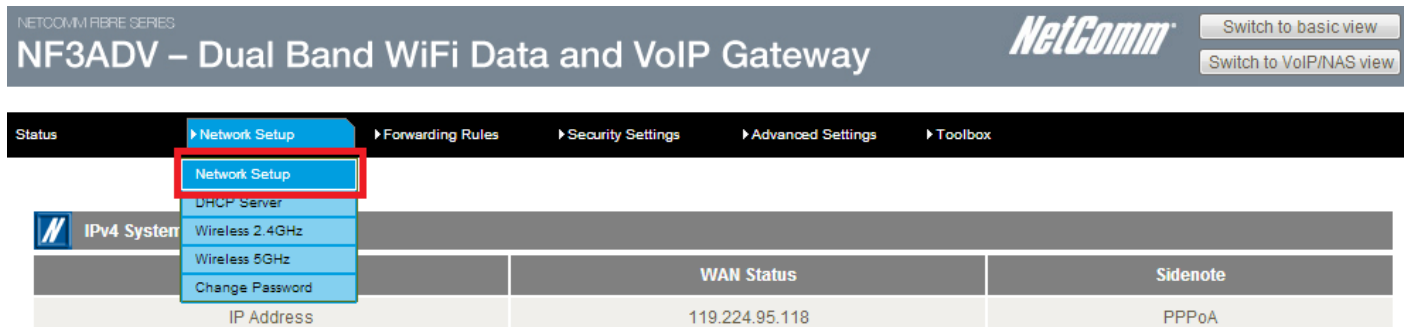 NETCOMM FIBRE SERIES
NF3ADV – Dual Band WiFi Data and VoIP Gateway
NetComm
Switch to basic view
Switch to VoIP/NAS view
Status Network Setup Forwarding Rules Security Settings Advanced Settings Toolbox
Network Setup
DHCP Server
IPv4 System
Wireless 2.4GHz
Wireless 5GHz
Change Password
WAN Status Sidenote
IP Address 119.224.95.118 PPPoA